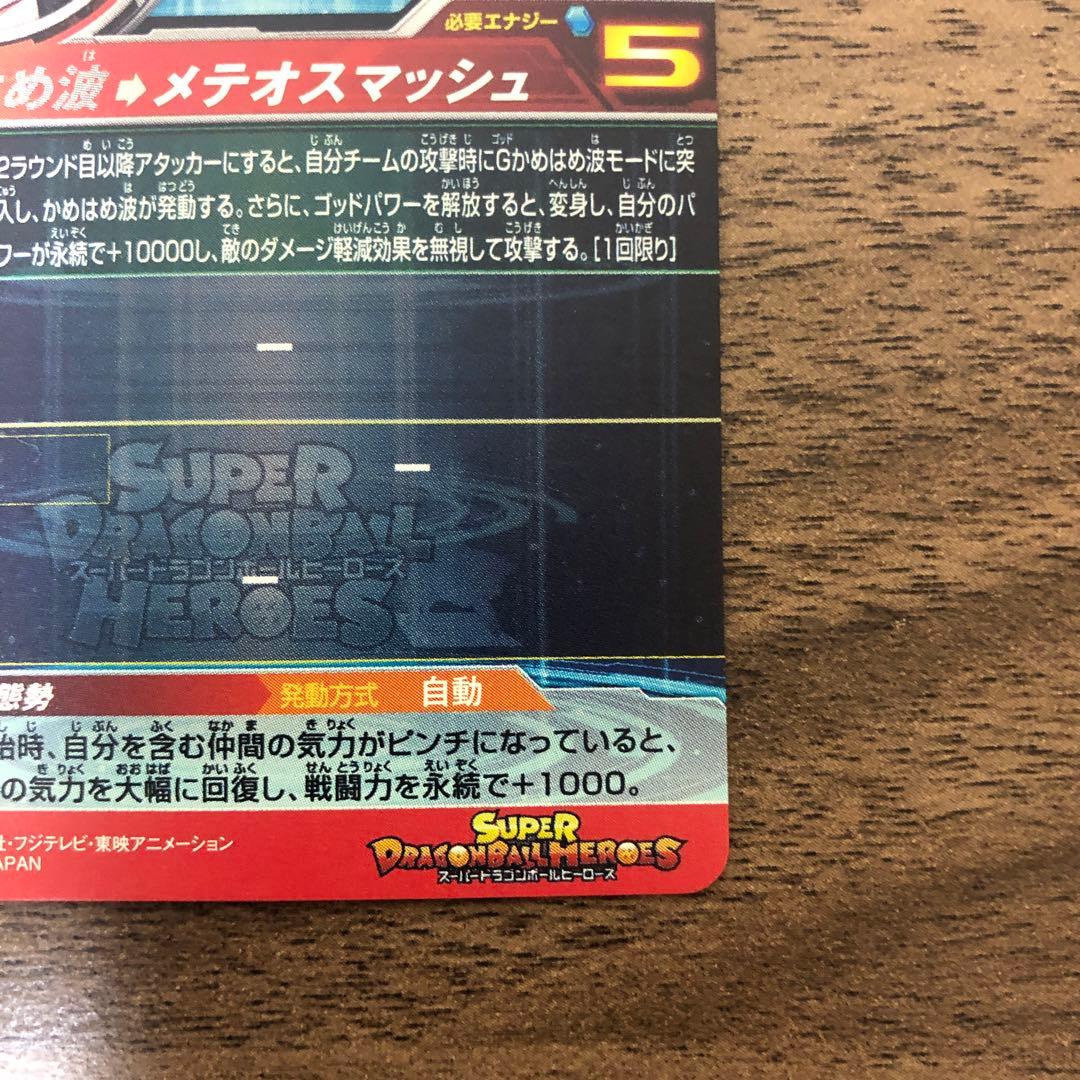 必要エナジー 5
め波➡メテオスマッシュ
2ラウンド目以降アタッカーにすると、自分チームの攻撃時にGかめはめ波モードに突
入し、かめはめ波が発動する。さらに、ゴッドパワーを解放すると、変身し、自分のパ
ワーが永続で+10000し、敵のダメージ軽減効果を無視して攻撃する。[1回限り]
ー
ー
SUPER
DRAGONBALL
スーパードラゴンボールヒーローズ
ー
HEROES
態勢 発動方式 自動
始時、自分を含む仲間の気力がピンチになっていると、
の気力を大幅に回復し、戦闘力を永続で+1000。
社・フジテレビ・東映アニメーション
APAN
SUPER
DRAGONBALL HEROES
スーパードラゴンボールヒーローズ